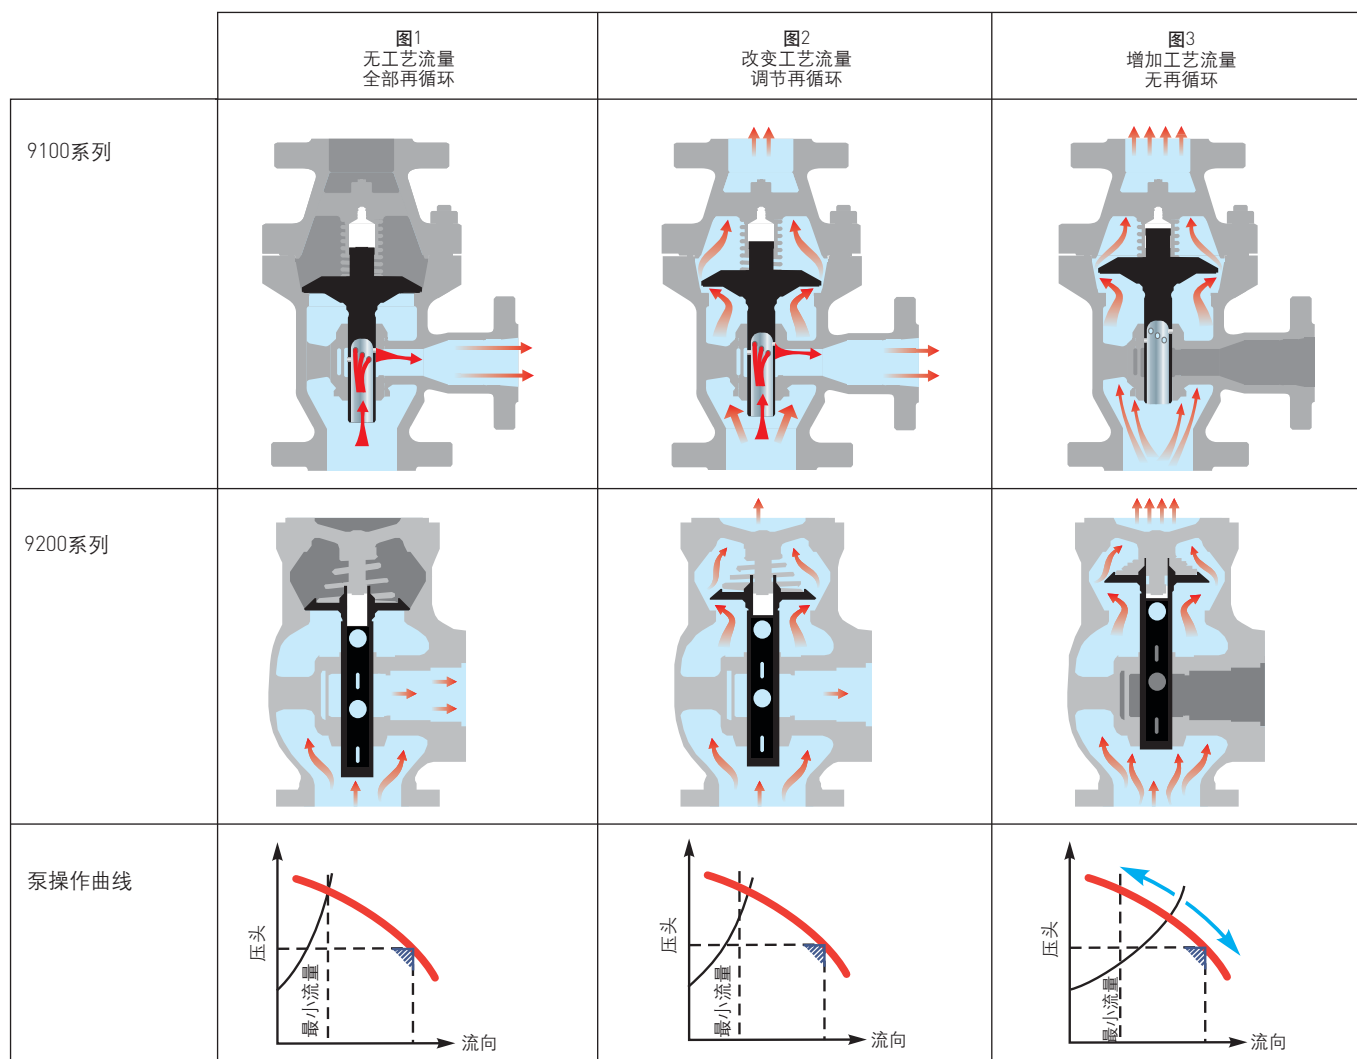 图1
无工艺流量
全部再循环
图2
改变工艺流量
调节再循环
图3
增加工艺流量
无再循环
9100系列
9200系列
泵操作曲线
压头
最小流量
流向
压头
最小流量
流向
压头
最小流量
流向